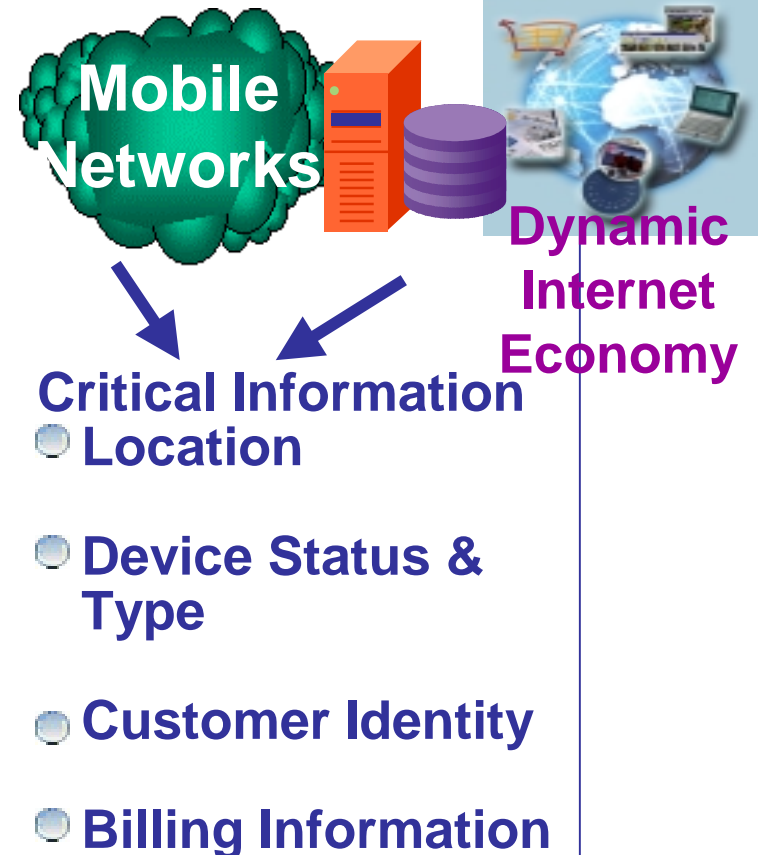 Mobile
Networks
Dynamic
Internet
Economy
Critical Information
Location
Device Status &
Type
Customer Identity
Billing Information